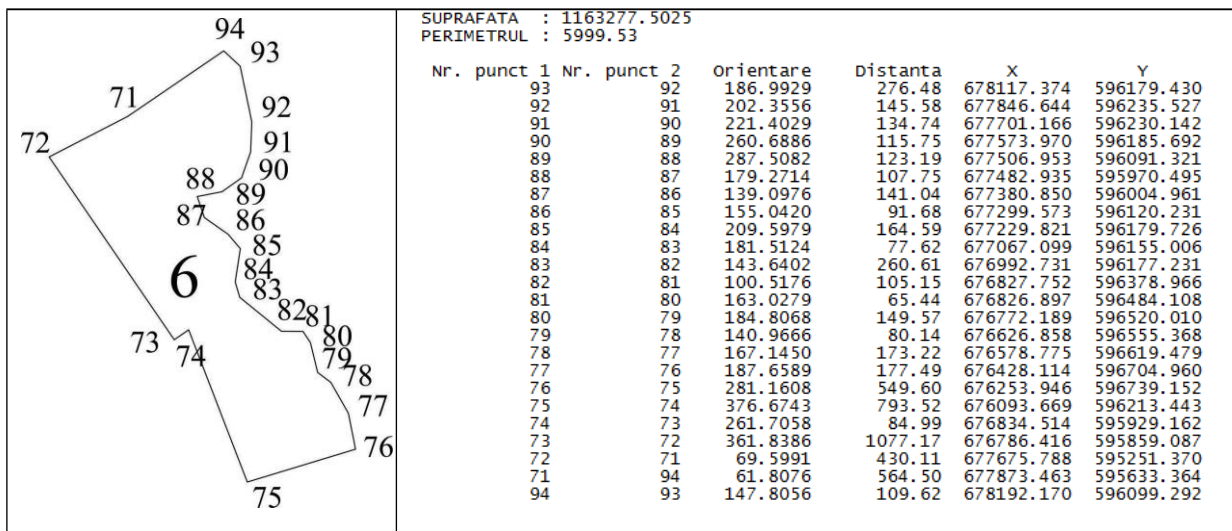 94
93
71
92
72
91
90
88
89
87
86
85
6
84
83
82
81
73
74
80
79
78
77
76
75
SUPRAFATA : 1163277.5025
PERIMETRUL : 5999.53
Nr. punct 1 Nr. punct 2 Orientare Distanta X Y
93 92 186.9929 276.48 678117.374 596179.430
92 91 202.3556 145.58 677846.644 596235.527
91 90 221.4029 134.74 677701.166 596230.142
90 89 260.6886 115.75 677573.970 596185.692
89 88 287.5082 123.19 677506.953 596091.321
88 87 179.2714 107.75 677482.935 595970.495
87 86 139.0976 141.04 677380.850 596004.961
86 85 155.0420 91.68 677299.573 596120.231
85 84 209.5979 164.59 677229.821 596179.726
84 83 181.5124 77.62 677067.099 596155.006
83 82 143.6402 260.61 676992.731 596177.231
82 81 100.5176 105.15 676827.752 596378.966
81 80 163.0279 65.44 676826.897 596484.108
80 79 184.8068 149.57 676772.189 596520.010
79 78 140.9666 80.14 676626.858 596555.368
78 77 167.1450 173.22 676578.775 596619.479
77 76 187.6589 177.49 676428.114 596704.960
76 75 281.1608 549.60 676253.946 596739.152
75 74 376.6743 793.52 676093.669 596213.443
74 73 261.7058 84.99 676834.514 595929.162
73 72 361.8386 1077.17 676786.416 595859.087
72 71 69.5991 430.11 677675.788 595251.370
71 94 61.8076 564.50 677873.463 595633.364
94 93 147.8056 109.62 678192.170 596099.292